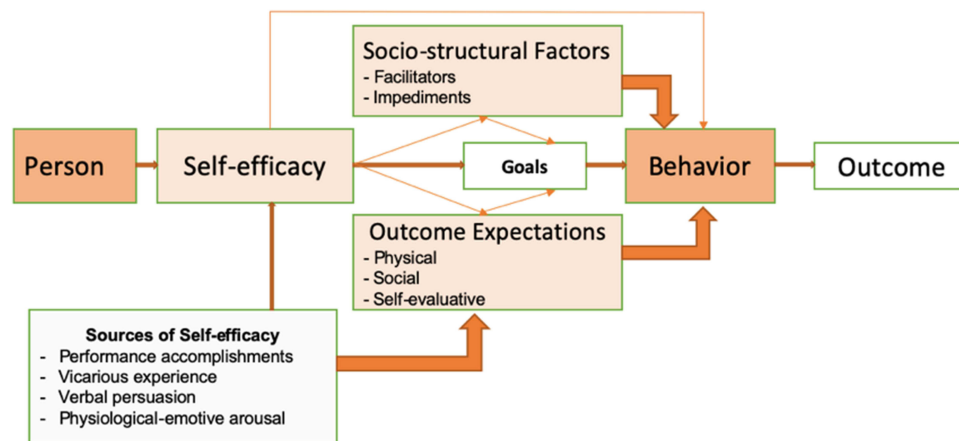 Socio-structural Factors
- Facilitators
- Impediments
Person
Self-efficacy
Goals
Behavior
Outcome
Outcome Expectations
- Physical
- Social
- Self-evaluative
Sources of Self-efficacy
- Performance accomplishments
- Vicarious experience
- Verbal persuasion
- Physiological-emotive arousal